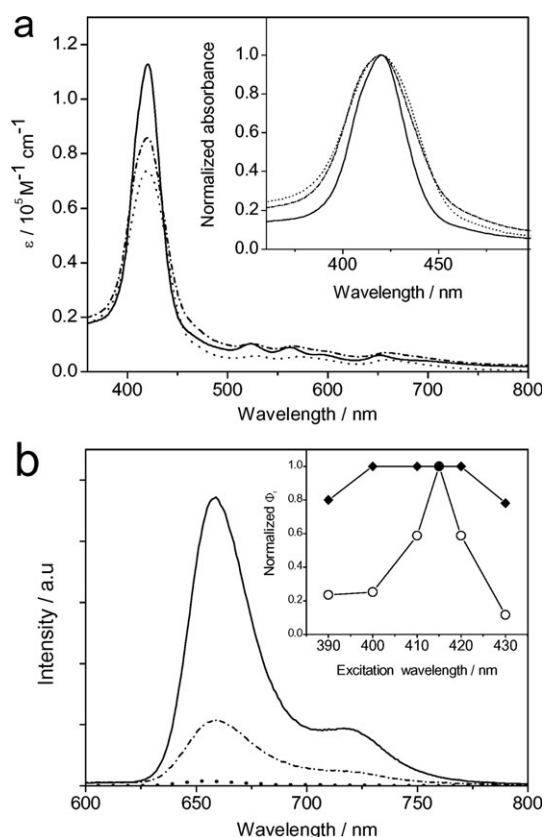 a
ε / 10⁵ M⁻¹ cm⁻¹
1.2
1.0
0.8
0.6
0.4
0.2
0.0
400 500 600 700 800
Wavelength / nm
Normalized absorbance
1.0
0.8
0.6
0.4
0.2
0.0
400 450
Wavelength / nm
b
Intensity / a.u
600 650 700 750 800
Wavelength / nm
Normalized Φ
1.0
0.8
0.6
0.4
0.2
0.0
390 400 410 420 430
Excitation wavelength / nm